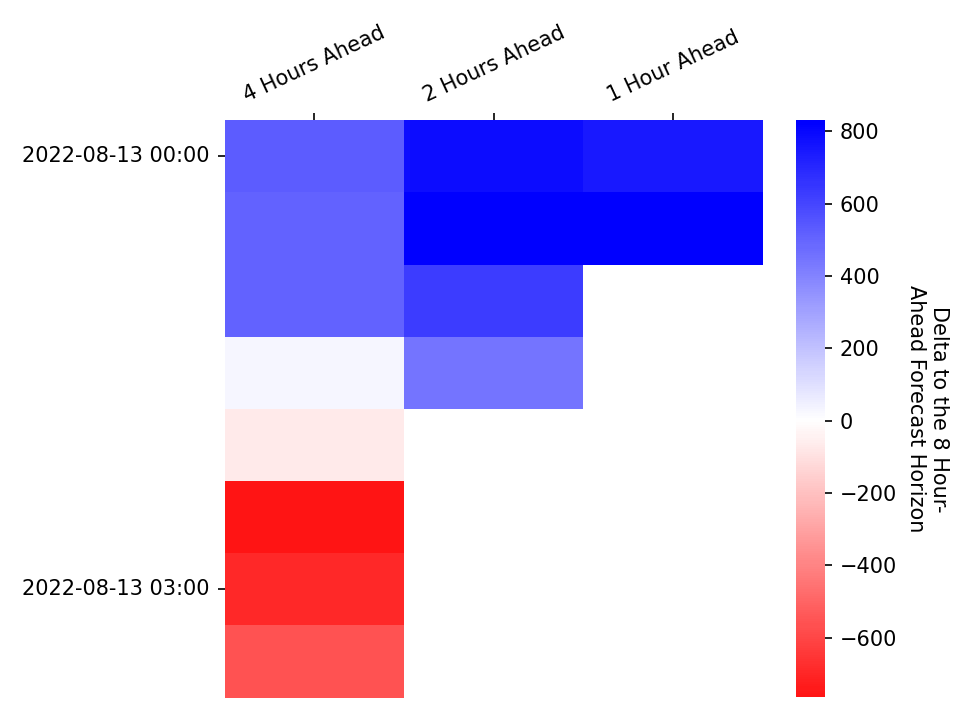 4 Hours Ahead
2 Hours Ahead
1 Hour Ahead
2022-08-13 00:00
2022-08-13 03:00
800
600
400
200
0
−200
−400
−600
Delta to the 8 Hour-
Ahead Forecast Horizon